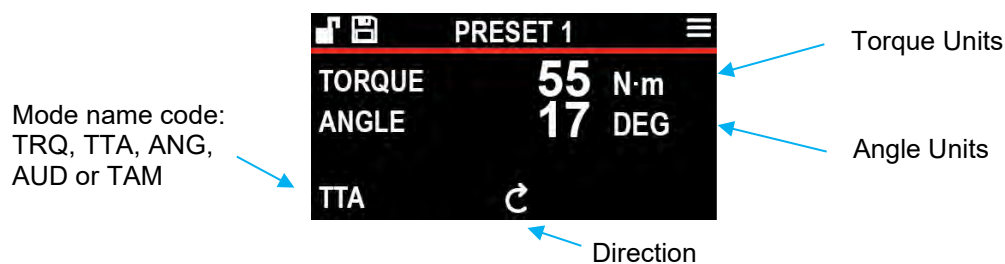 PRESET 1
TORQUE 55 N·m
ANGLE 17 DEG
TTA
Torque Units
Angle Units
Mode name code:
TRQ, TTA, ANG,
AUD or TAM
Direction